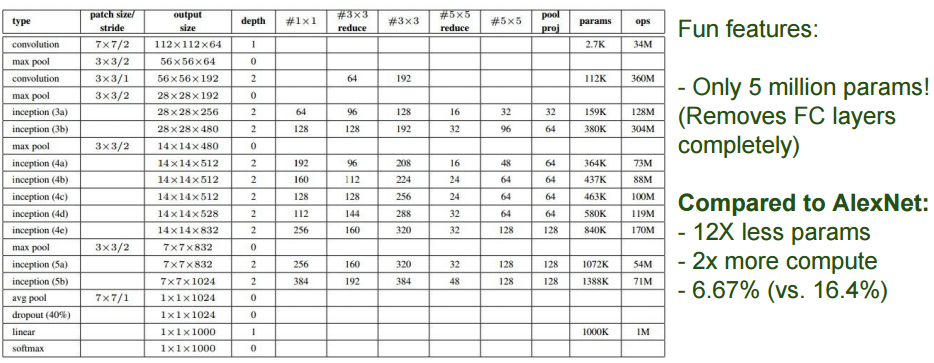 type patch size/ stride output size depth #1×1 #3×3 reduce #3×3 #5×5 reduce #5×5 pool proj params ops
convolution 7×7/2 112×112×64 1 2.7K 34M
max pool 3×3/2 56×56×64 0
convolution 3×3/1 56×56×192 2 64 192 112K 360M
max pool 3×3/2 28×28×192 0
inception (3a) 28×28×256 2 64 96 128 16 32 32 159K 128M
inception (3b) 28×28×480 2 128 128 192 32 96 64 380K 304M
max pool 3×3/2 14×14×480 0
inception (4a) 14×14×512 2 192 96 208 16 48 64 364K 73M
inception (4b) 14×14×512 2 160 112 224 24 64 64 437K 88M
inception (4c) 14×14×512 2 128 128 256 24 64 64 463K 100M
inception (4d) 14×14×528 2 112 144 288 32 64 64 580K 119M
inception (4e) 14×14×832 2 256 160 320 32 128 128 840K 170M
max pool 3×3/2 7×7×832 0
inception (5a) 7×7×832 2 256 160 320 32 128 128 1072K 54M
inception (5b) 7×7×1024 2 384 192 384 48 128 128 1388K 71M
avg pool 7×7/1 1×1×1024 0
dropout (40%) 1×1×1024 0
linear 1×1×1000 1 1000K 1M
softmax 1×1×1000 0
Fun features:
- Only 5 million params!
(Removes FC layers
completely)
Compared to AlexNet:
- 12X less params
- 2x more compute
- 6.67% (vs. 16.4%)